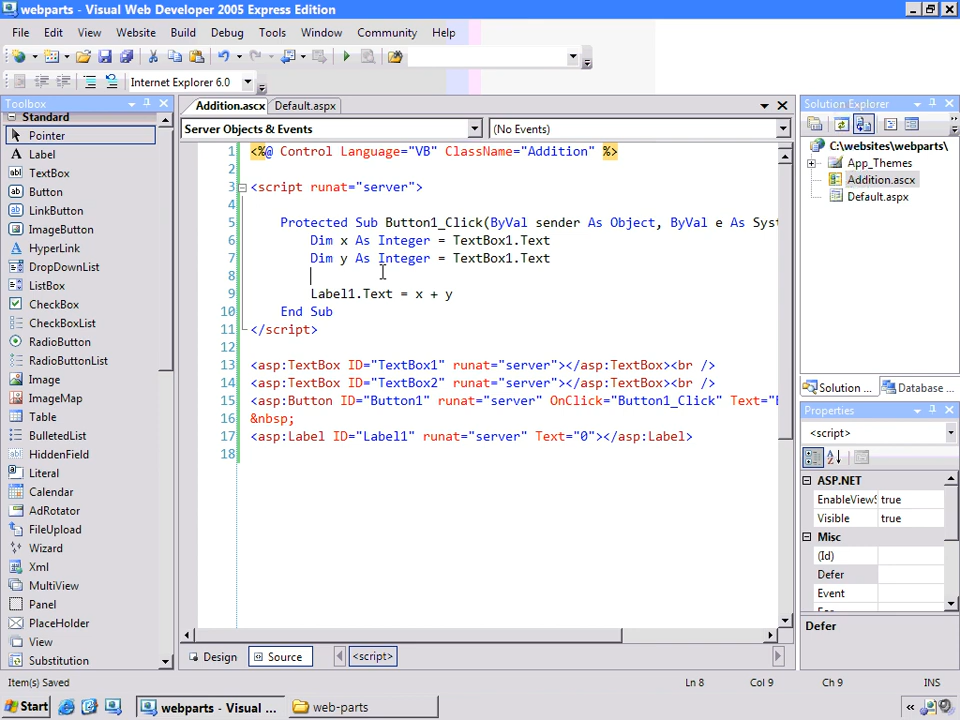 webparts - Visual Web Developer 2005 Express Edition
File Edit View Website Build Debug Tools Window Community Help
Internet Explorer 6.0
Toolbox
Standard
Pointer
Label
TextBox
Button
LinkButton
ImageButton
HyperLink
DropDownList
ListBox
CheckBox
CheckBoxList
RadioButton
RadioButtonList
Image
ImageMap
Table
BulletedList
HiddenField
Literal
Calendar
AdRotator
FileUpload
Wizard
Xml
MultiView
Panel
PlaceHolder
View
Substitution
Addition.ascx Default.aspx
Server Objects & Events (No Events)
1 <%@ Control Language="VB" ClassName="Addition" %>
2
3 <script runat="server">
4
5 Protected Sub Button1_Click(ByVal sender As Object, ByVal e As Syst
6 Dim x As Integer = TextBox1.Text
7 Dim y As Integer = TextBox1.Text
8
9 Label1.Text = x + y
10 End Sub
11 </script>
12
13 <asp:TextBox ID="TextBox1" runat="server"></asp:TextBox><br />
14 <asp:TextBox ID="TextBox2" runat="server"></asp:TextBox><br />
15 <asp:Button ID="Button1" runat="server" OnClick="Button1_Click" Text="
16 &nbsp;
17 <asp:Label ID="Label1" runat="server" Text="0"></asp:Label>
18
Design Source <script>
Solution Explorer
C:\websites\webparts\
App_Themes
Addition.ascx
Default.aspx
Solution ... Database ...
Properties
<script>
ASP.NET
EnableViewS true
Visible true
Misc
(Id)
Defer
Event
Defer
Item(s) Saved Ln 8 Col 9 Ch 9 INS
Start webparts - Visual ... web-parts